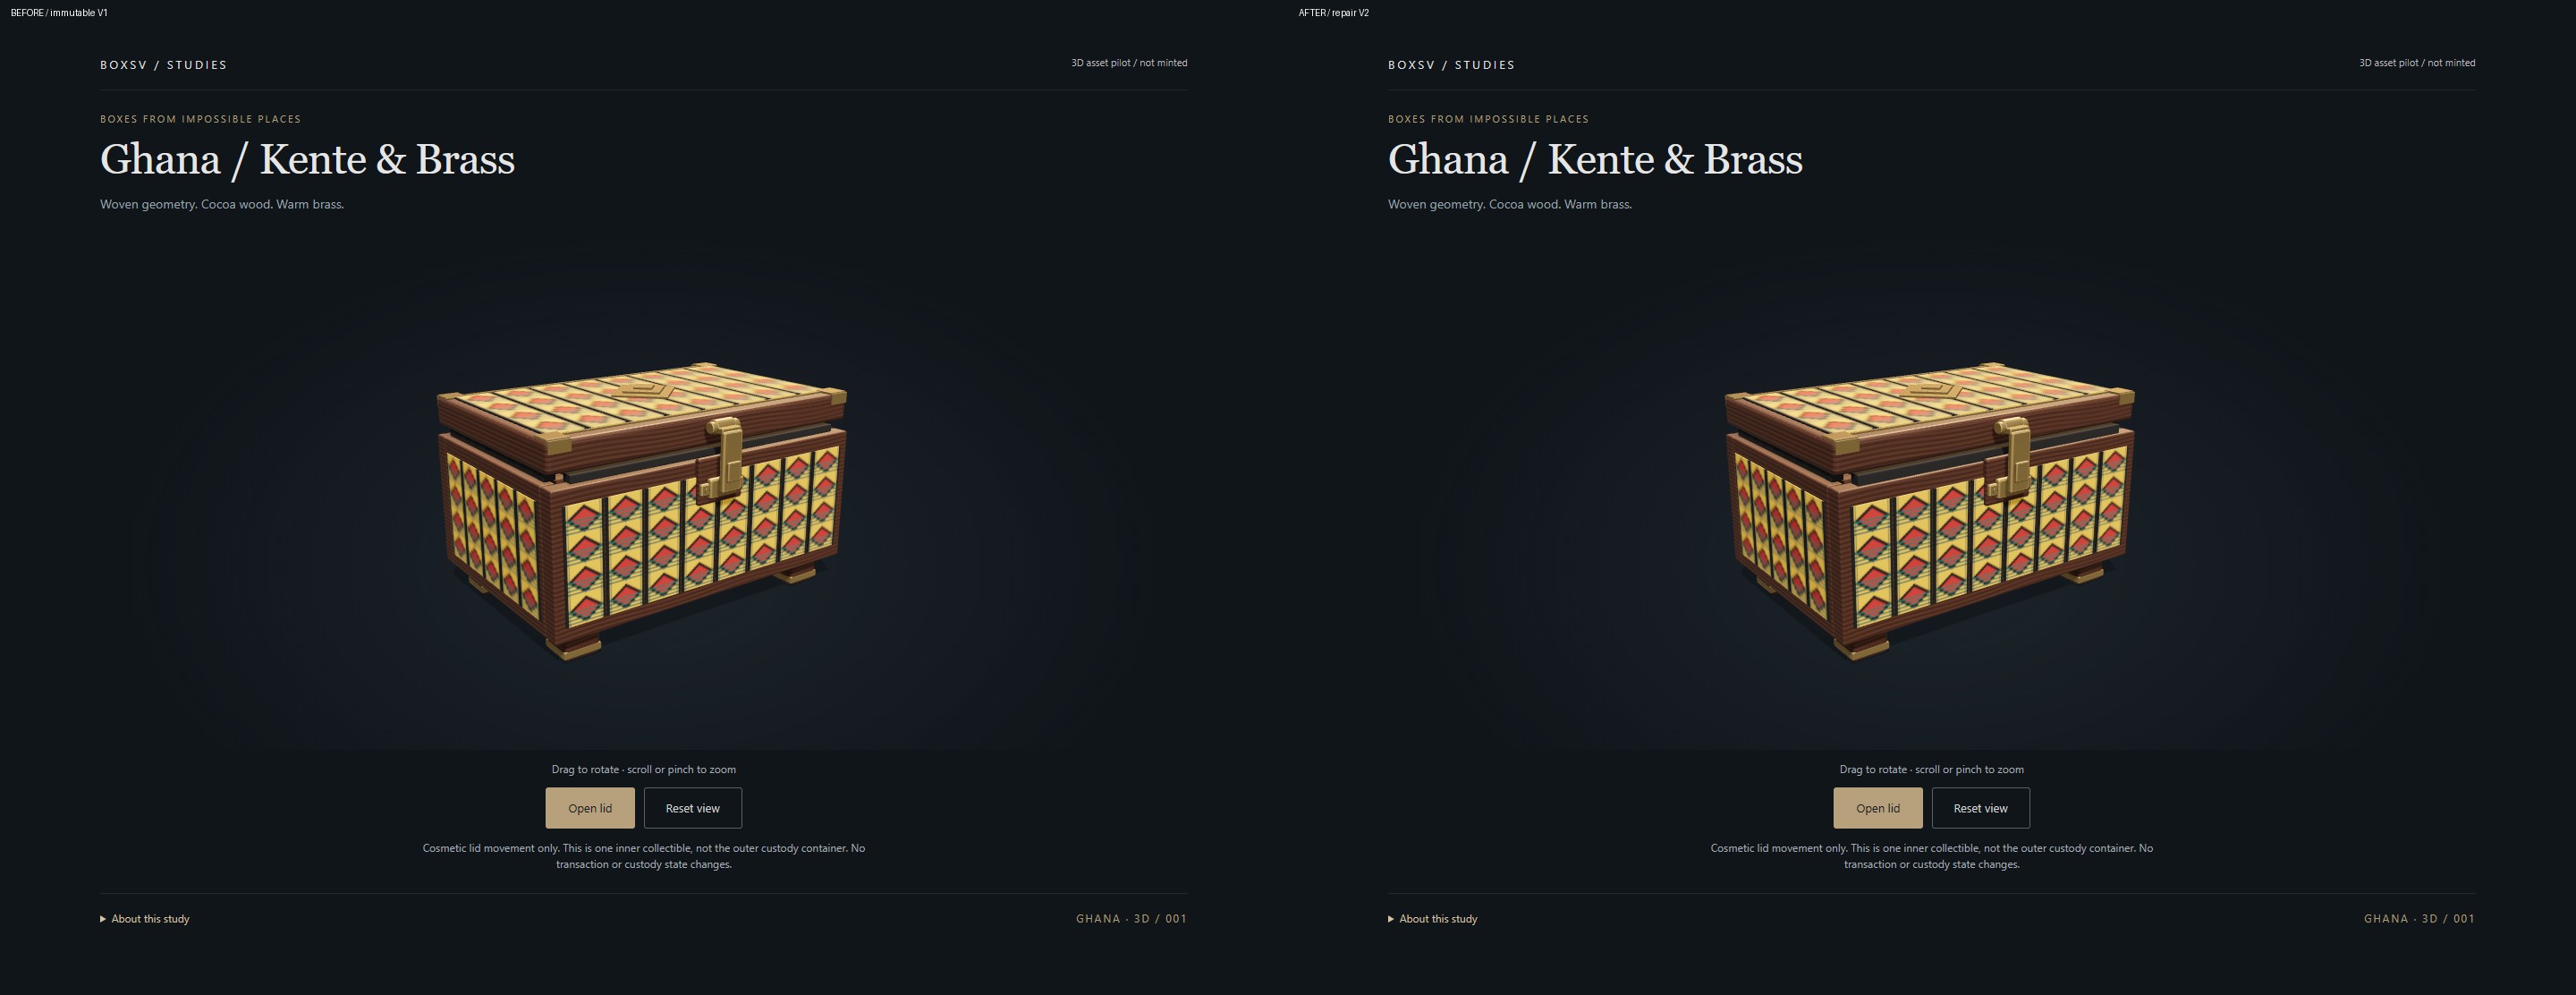 BEFORE / immutable V1
BOXSV / STUDIES
3D asset pilot / not minted
BOXES FROM IMPOSSIBLE PLACES
Ghana / Kente & Brass
Woven geometry. Cocoa wood. Warm brass.
Drag to rotate · scroll or pinch to zoom
Open lid
Reset view
Cosmetic lid movement only. This is one inner collectible, not the outer custody container. No
transaction or custody state changes.
▶ About this study
GHANA · 3D / 001
AFTER / repair V2
BOXSV / STUDIES
3D asset pilot / not minted
BOXES FROM IMPOSSIBLE PLACES
Ghana / Kente & Brass
Woven geometry. Cocoa wood. Warm brass.
Drag to rotate · scroll or pinch to zoom
Open lid
Reset view
Cosmetic lid movement only. This is one inner collectible, not the outer custody container. No
transaction or custody state changes.
▶ About this study
GHANA · 3D / 001